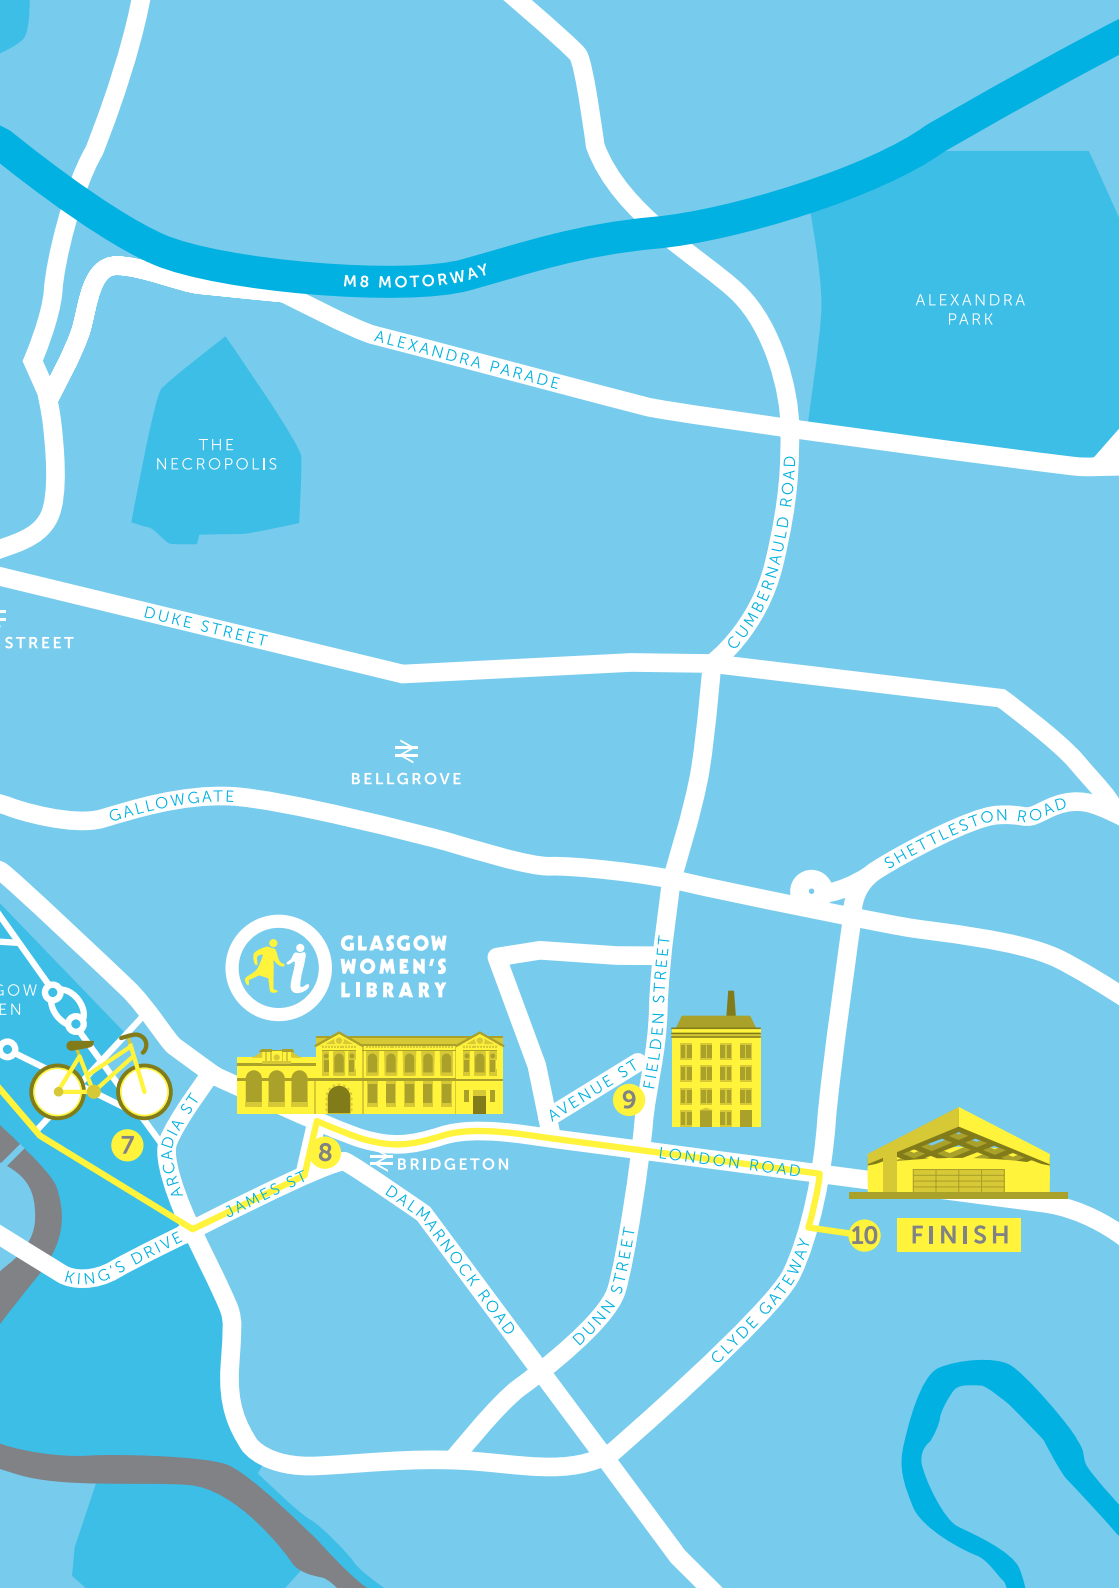 M8 MOTORWAY
ALEXANDRA
PARK
ALEXANDRA PARADE
THE
NECROPOLIS
CUMBERNAULD ROAD
DUKE STREET
STREET
BELLGROVE
GALLOWGATE
SHETTLESTON ROAD
GLASGOW
WOMEN'S
LIBRARY
i
GOW
EN
FIELDEN STREET
AVENUE ST
9
ARCADIA ST
7
8
BRIDGETON
LONDON ROAD
JAMES ST
DALMARNOCK ROAD
KING'S DRIVE
DUNN STREET
CLYDE GATEWAY
10
FINISH